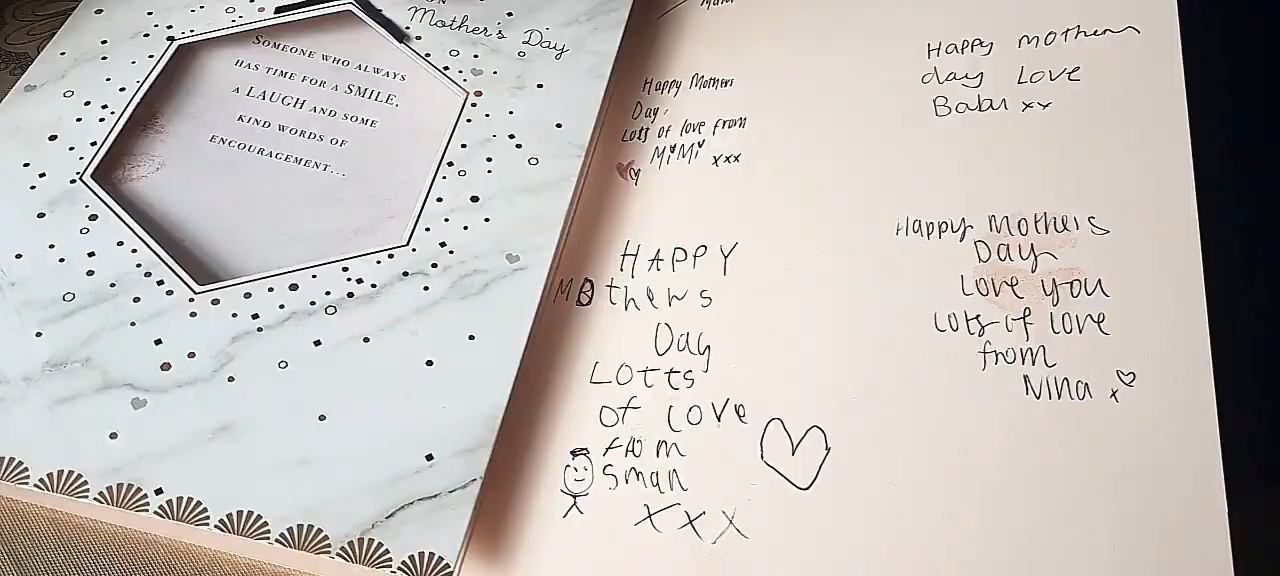 ON
Mother's Day
SOMEONE WHO ALWAYS
HAS TIME FOR A SMILE,
A LAUGH AND SOME
KIND WORDS OF
ENCOURAGEMENT...
Happy Mothers
Day,
Lots of love from
MiMi xxx
HAPPY
MOthers
Day
LOTTS
OF LOVE
from
Sman
XXX
Happy mothers
day Love
Baba xx
Happy Mothers
Day
Love you
Lots of love
from
Nina x